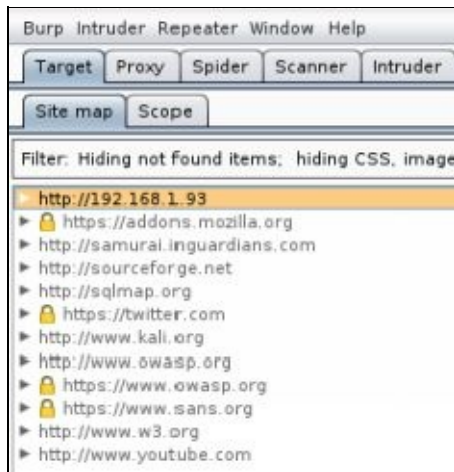 Burp Intruder Repeater Window Help
Target Proxy Spider Scanner Intruder
Site map Scope
Filter: Hiding not found items; hiding CSS, image
http://192.168.1.93
https://addons.mozilla.org
http://samurai.inguardians.com
http://sourceforge.net
http://sqlmap.org
https://twitter.com
http://www.kali.org
http://www.owasp.org
https://www.owasp.org
https://www.sans.org
http://www.w3.org
http://www.youtube.com